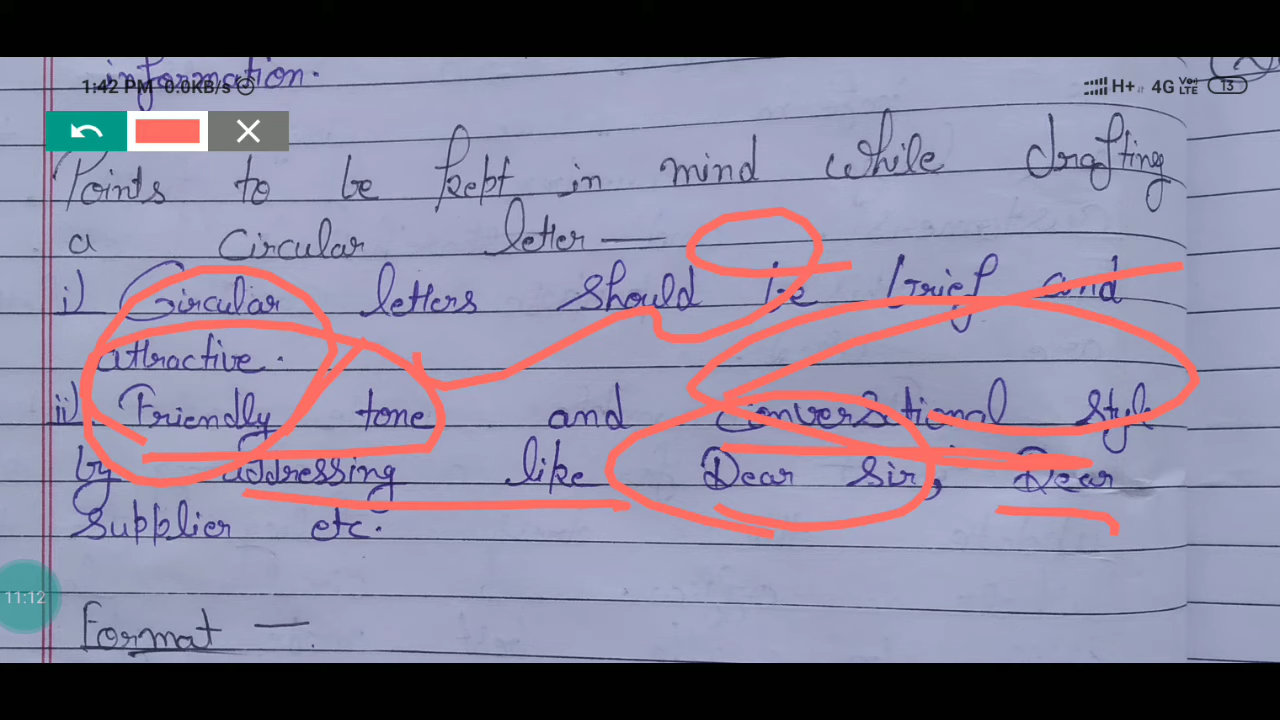 information.
1:42 PM 0.0KB/s
H+ 4G VoLTE 13
Points to be kept in mind while drafting
a circular letter —
i) Circular letters should be brief and
attractive.
ii) Friendly tone and conversational style
by addressing like Dear Sir, Dear
Supplier etc.
11:12
Format —